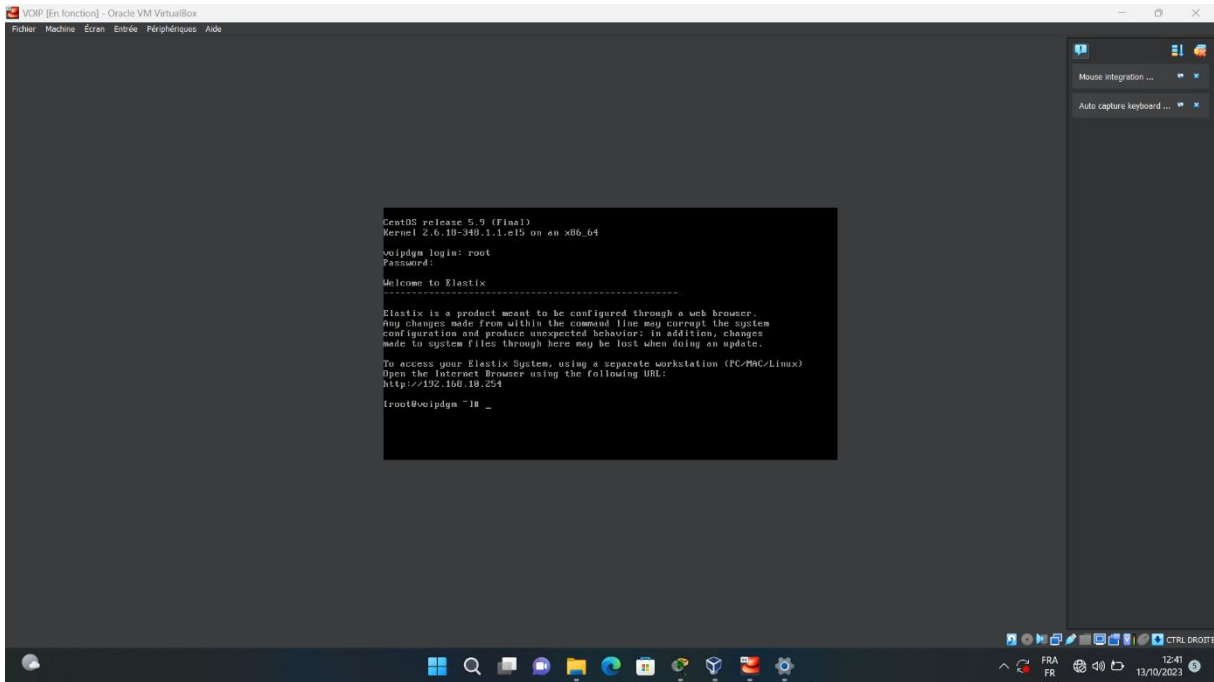 VOIP [En fonction] - Oracle VM VirtualBox
Fichier Machine Écran Entrée Périphériques Aide
Mouse integration ...
Auto capture keyboard ...
CentOS release 5.9 (Final)
Kernel 2.6.18-348.1.1.el5 on an x86_64
voipdgm login: root
Password:
Welcome to Elastix
----------------------------------------------------
Elastix is a product meant to be configured through a web browser.
Any changes made from within the command line may corrupt the system
configuration and produce unexpected behavior; in addition, changes
made to system files through here may be lost when doing an update.
To access your Elastix System, using a separate workstation (PC/MAC/Linux)
Open the Internet Browser using the following URL:
http://192.168.10.254
[root@voipdgm ~]# _
CTRL DROITE
FRA
FR
12:41
13/10/2023
5